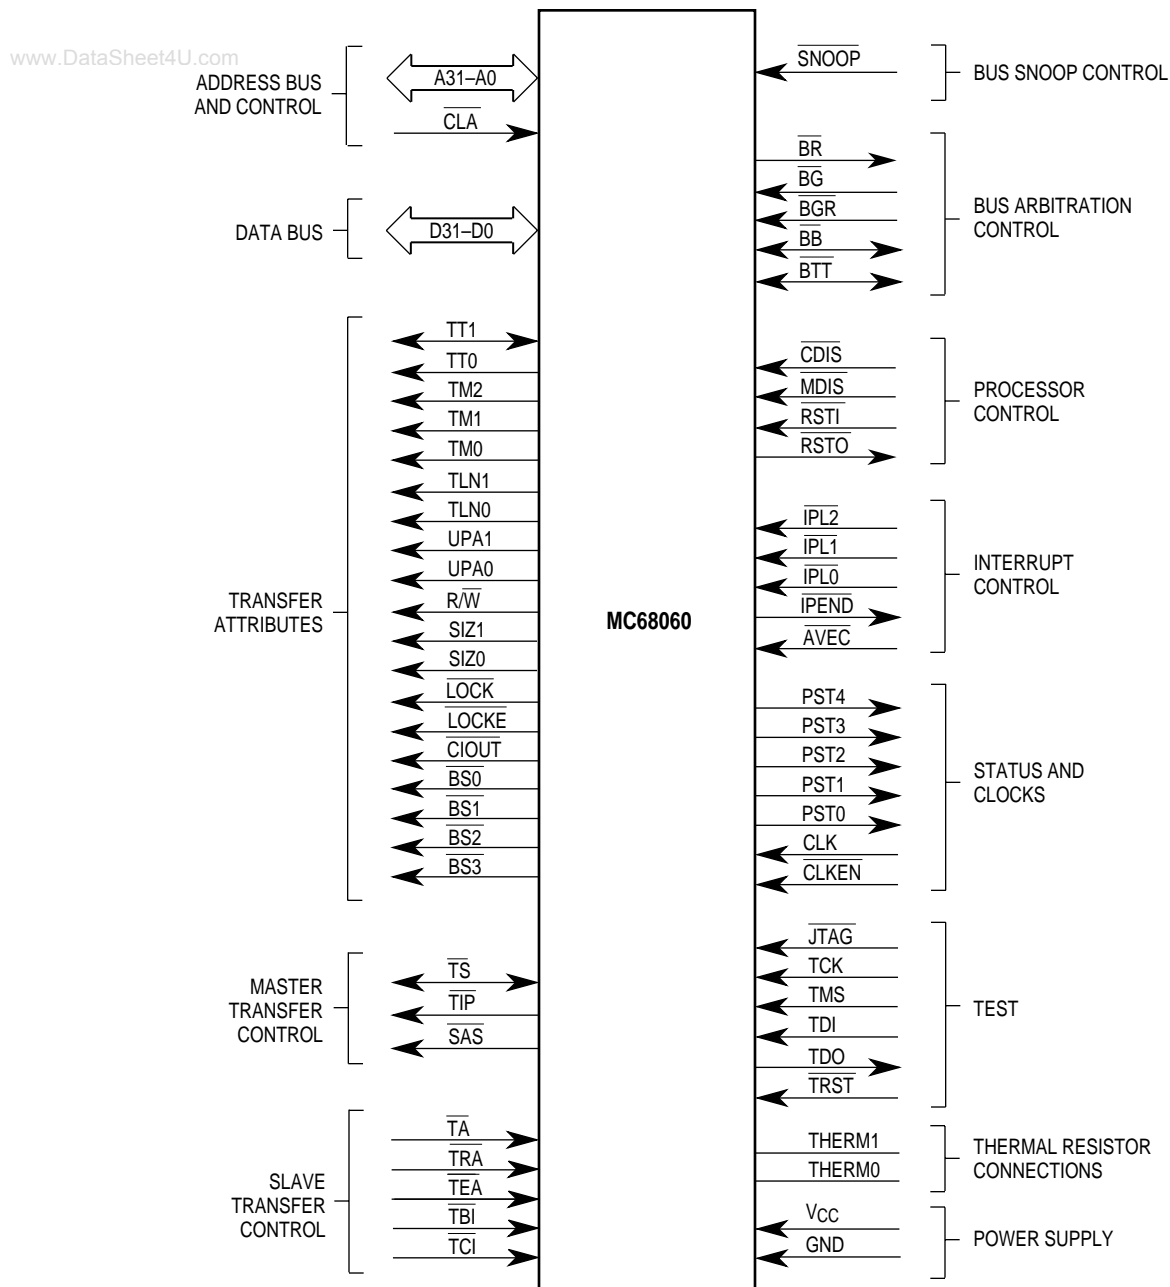 www.DataSheet4U.com
ADDRESS BUS
AND CONTROL
A31–A0
CLA
DATA BUS
D31–D0
TRANSFER
ATTRIBUTES
TT1
TT0
TM2
TM1
TM0
TLN1
TLN0
UPA1
UPA0
R/W
SIZ1
SIZ0
LOCK
LOCKE
CIOUT
BS0
BS1
BS2
BS3
MASTER
TRANSFER
CONTROL
TS
TIP
SAS
SLAVE
TRANSFER
CONTROL
TA
TRA
TEA
TBI
TCI
MC68060
SNOOP
BUS SNOOP CONTROL
BR
BG
BGR
BB
BTT
BUS ARBITRATION
CONTROL
CDIS
MDIS
RSTI
RSTO
PROCESSOR
CONTROL
IPL2
IPL1
IPL0
IPEND
AVEC
INTERRUPT
CONTROL
PST4
PST3
PST2
PST1
PST0
CLK
CLKEN
STATUS AND
CLOCKS
JTAG
TCK
TMS
TDI
TDO
TRST
TEST
THERM1
THERM0
THERMAL RESISTOR
CONNECTIONS
VCC
GND
POWER SUPPLY